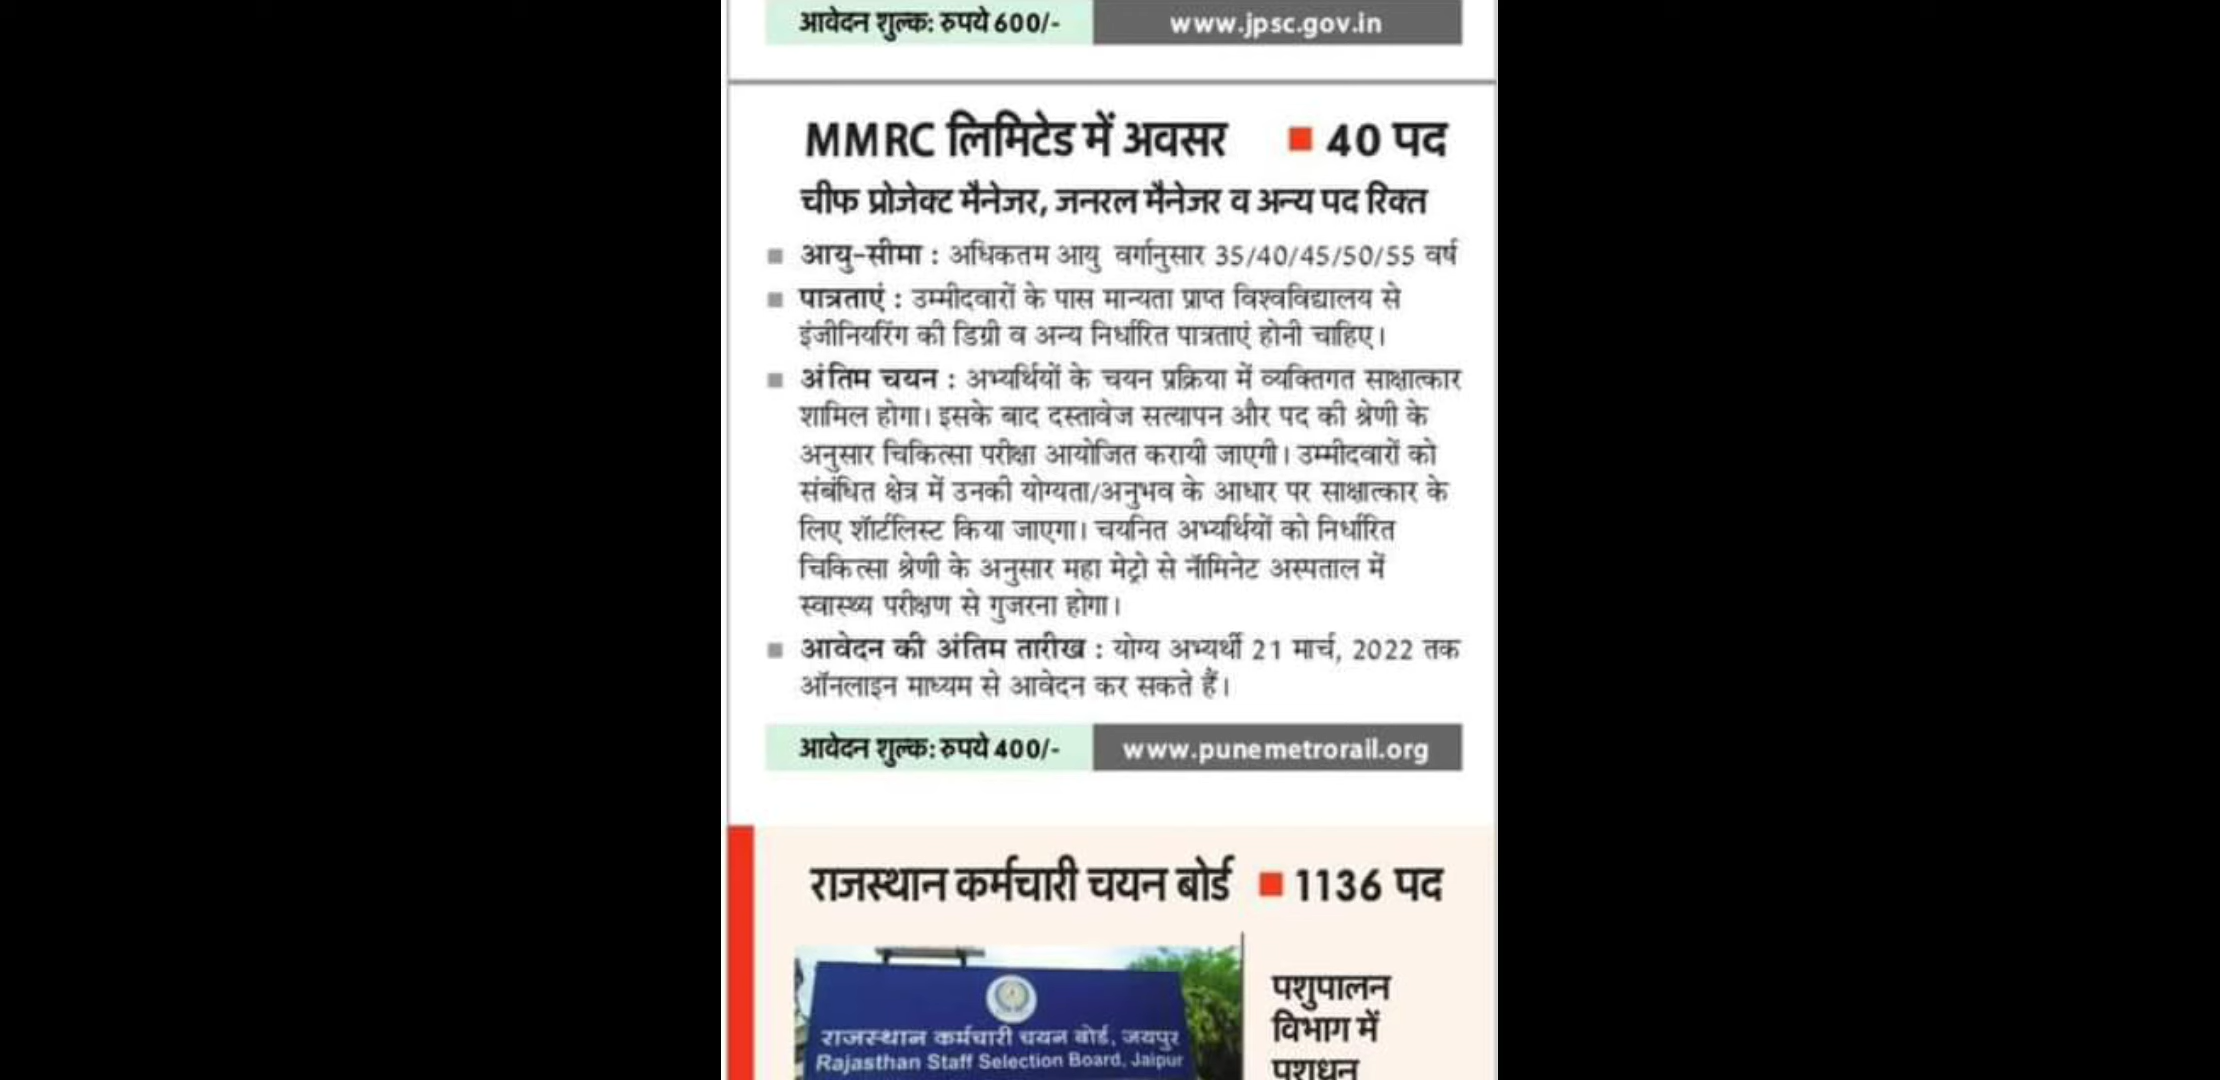 आवेदन शुल्क: रुपये 600/- www.jpsc.gov.in
MMRC लिमिटेड में अवसर ■ 40 पद
चीफ प्रोजेक्ट मैनेजर, जनरल मैनेजर व अन्य पद रिक्त
■ आयु-सीमा : अधिकतम आयु वर्गानुसार 35/40/45/50/55 वर्ष
■ पात्रताएं : उम्मीदवारों के पास मान्यता प्राप्त विश्वविद्यालय से
इंजीनियरिंग की डिग्री व अन्य निर्धारित पात्रताएं होनी चाहिए।
■ अंतिम चयन : अभ्यर्थियों के चयन प्रक्रिया में व्यक्तिगत साक्षात्कार
शामिल होगा। इसके बाद दस्तावेज सत्यापन और पद की श्रेणी के
अनुसार चिकित्सा परीक्षा आयोजित करायी जाएगी। उम्मीदवारों को
संबंधित क्षेत्र में उनकी योग्यता/अनुभव के आधार पर साक्षात्कार के
लिए शॉर्टलिस्ट किया जाएगा। चयनित अभ्यर्थियों को निर्धारित
चिकित्सा श्रेणी के अनुसार महा मेट्रो से नॉमिनेट अस्पताल में
स्वास्थ्य परीक्षण से गुजरना होगा।
■ आवेदन की अंतिम तारीख : योग्य अभ्यर्थी 21 मार्च, 2022 तक
ऑनलाइन माध्यम से आवेदन कर सकते हैं।
आवेदन शुल्क: रुपये 400/- www.punemetrorail.org
राजस्थान कर्मचारी चयन बोर्ड ■ 1136 पद
राजस्थान कर्मचारी चयन बोर्ड, जयपुर
Rajasthan Staff Selection Board, Jaipur
पशुपालन
विभाग में
पशुधन